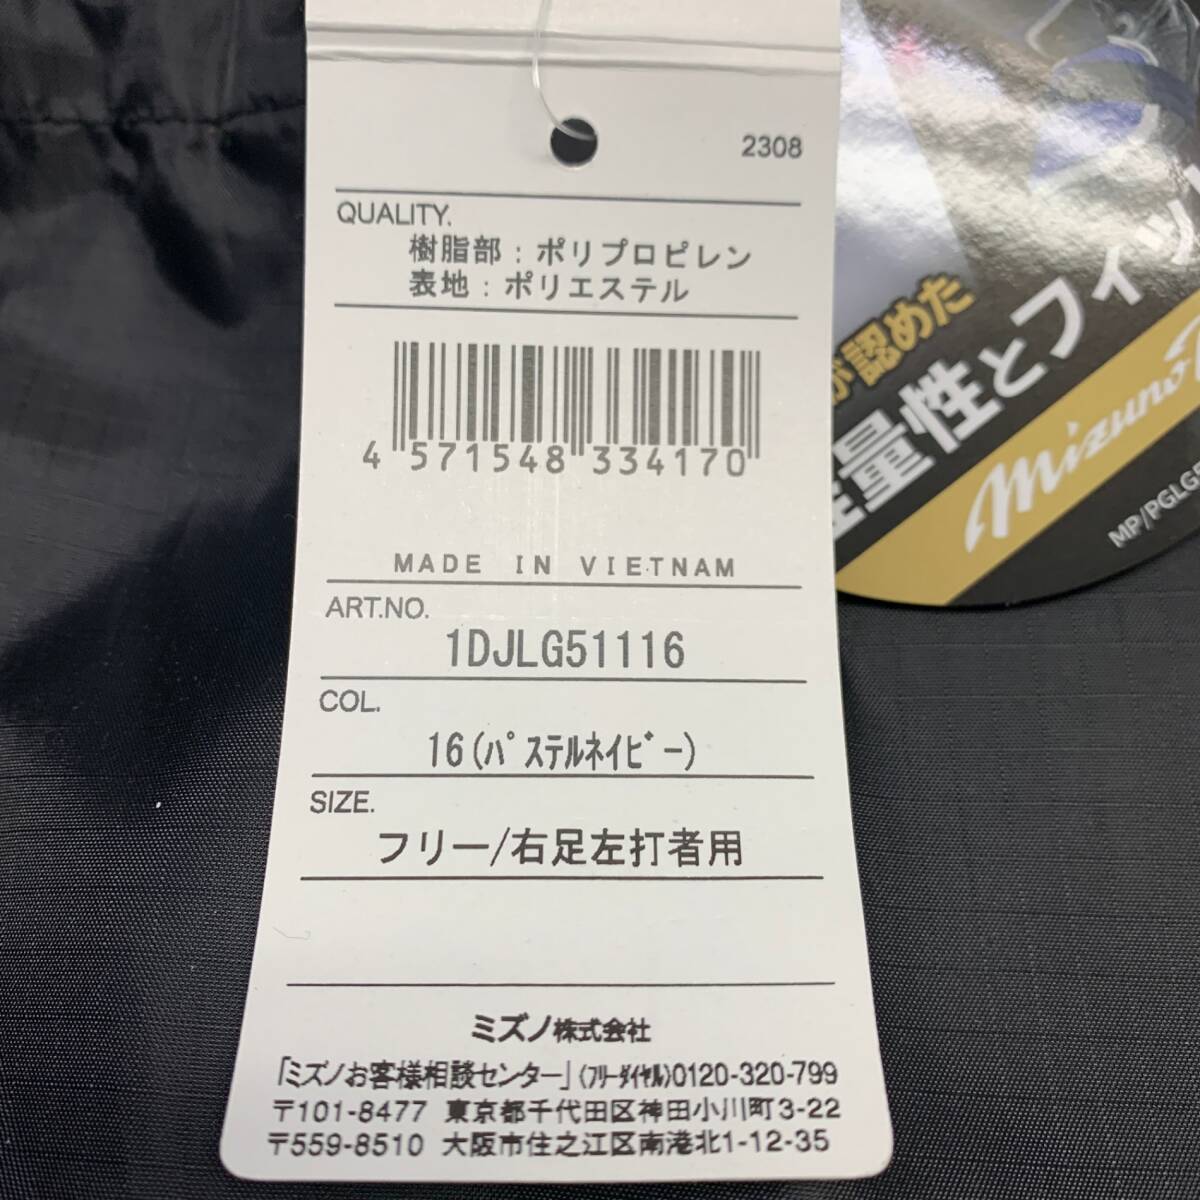 2308
QUALITY.
樹脂部：ポリプロピレン
表地：ポリエステル
4 571548 334170
MADE IN VIETNAM
ART.NO.
1DJLG51116
COL.
16(ﾊﾟｽﾃﾙﾈｲﾋﾞｰ)
SIZE.
フリー/右足左打者用
ミズノ株式会社
「ミズノお客様相談センター」(ﾌﾘｰﾀﾞｲﾔﾙ)0120-320-799
〒101-8477 東京都千代田区神田小川町3-22
〒559-8510 大阪市住之江区南港北1-12-35
が認めた
量性とフィッ
Mizuno
MP/PGLG